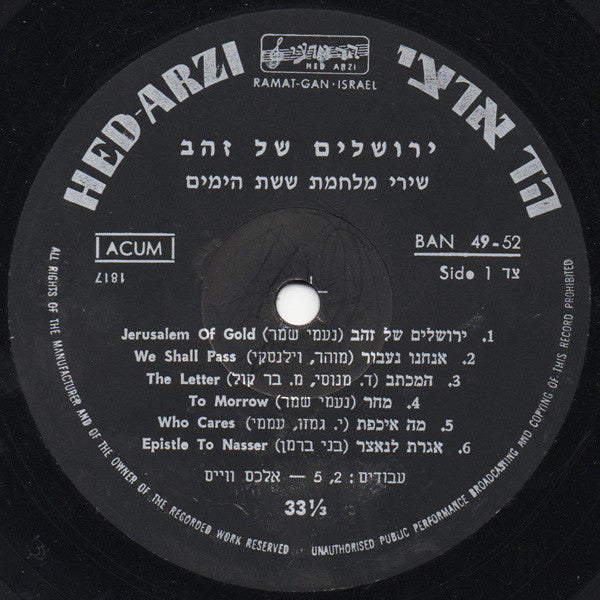 HED-ARZI
הד ארצי
הד ארצי
HED ARZI
RAMAT-GAN · ISRAEL
ירושלים של זהב
שירי מלחמת ששת הימים
ACUM
BAN 49-52
1817
Side 1 צד
1. ירושלים של זהב (נעמי שמר) Jerusalem Of Gold
2. אנחנו נעבור (מוהר, וילנסקי) We Shall Pass
3. המכתב (ד. מנוסי, מ. בר קול) The Letter
4. מחר (נעמי שמר) To Morrow
5. מה איכפת (י. גמזו, עממי) Who Cares
6. אגרת לנאצר (בני ברמן) Epistle To Nasser
עבודים: 2, 5 — אלכס ווייס
33⅓
ALL RIGHTS OF THE MANUFACTURER AND OF THE OWNER OF THE RECORDED WORK RESERVED
UNAUTHORISED PUBLIC PERFORMANCE BROADCASTING AND COPYING OF THIS RECORD PROHIBITED